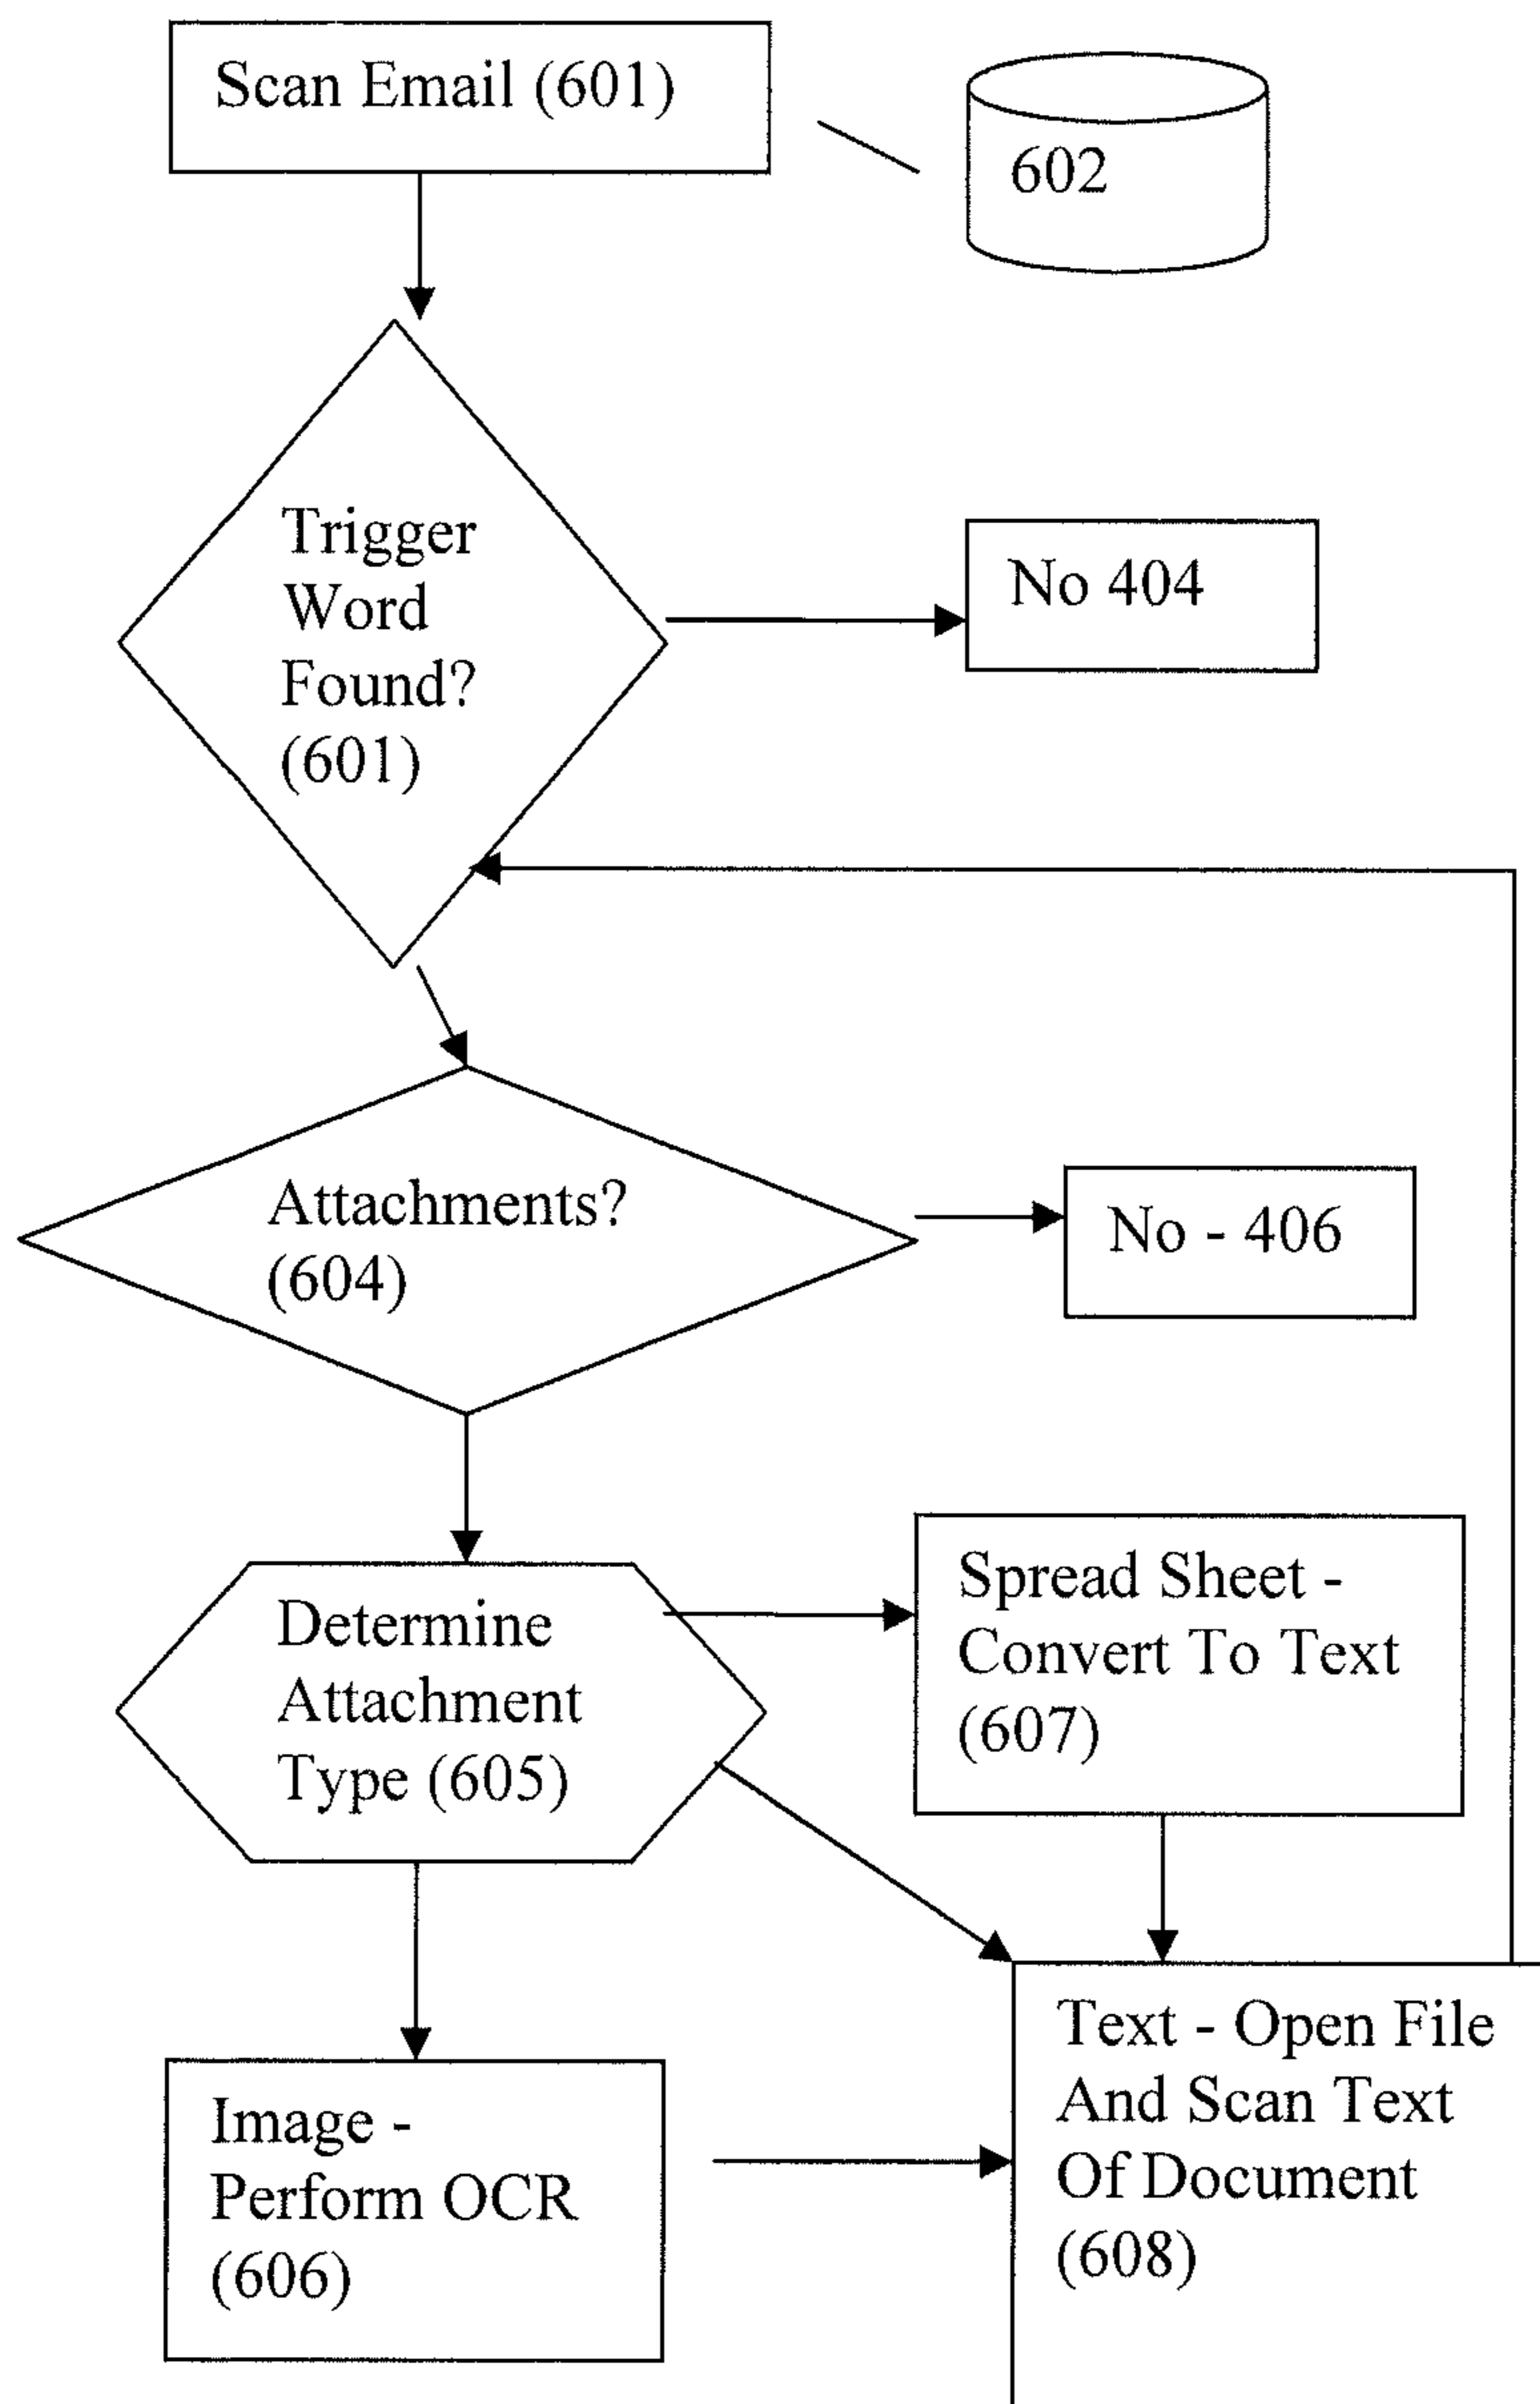 Scan Email (601)
602
Trigger
Word
Found?
(601)
No 404
Attachments?
(604)
No - 406
Determine
Attachment
Type (605)
Spread Sheet -
Convert To Text
(607)
Image -
Perform OCR
(606)
Text - Open File
And Scan Text
Of Document
(608)